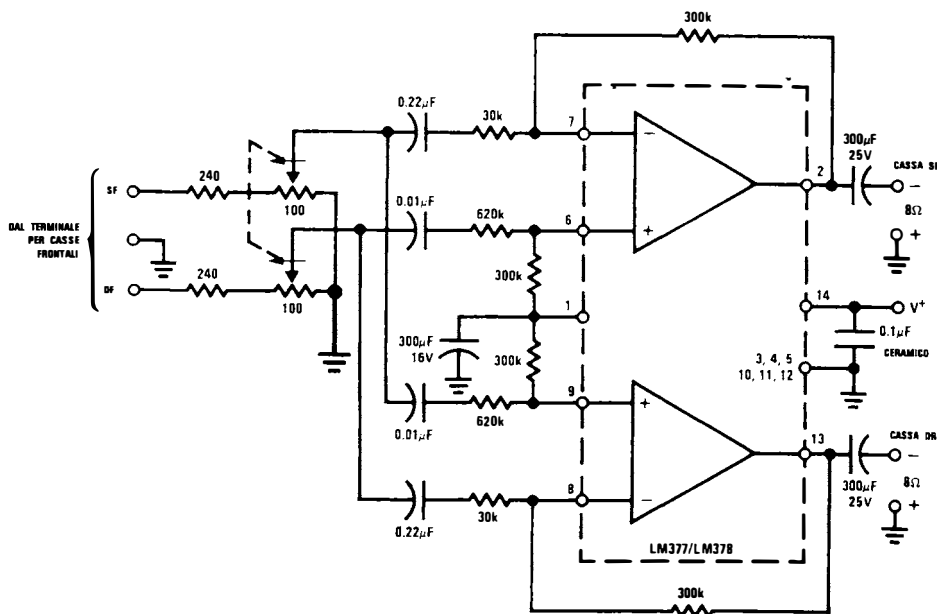 300k
0.22µF
30k
7
300µF
25V
CASSA SI
2
8Ω
SF
240
100
0.01µF
620k
6
DAL TERMINALE
PER CASSE
FRONTALI
300k
1
14
V+
0.1µF
CERAMICO
DF
240
100
300µF
16V
300k
3, 4, 5
10, 11, 12
9
0.01µF
620k
13
CASSA DR
300µF
25V
8Ω
8
0.22µF
30k
LM377/LM378
300k